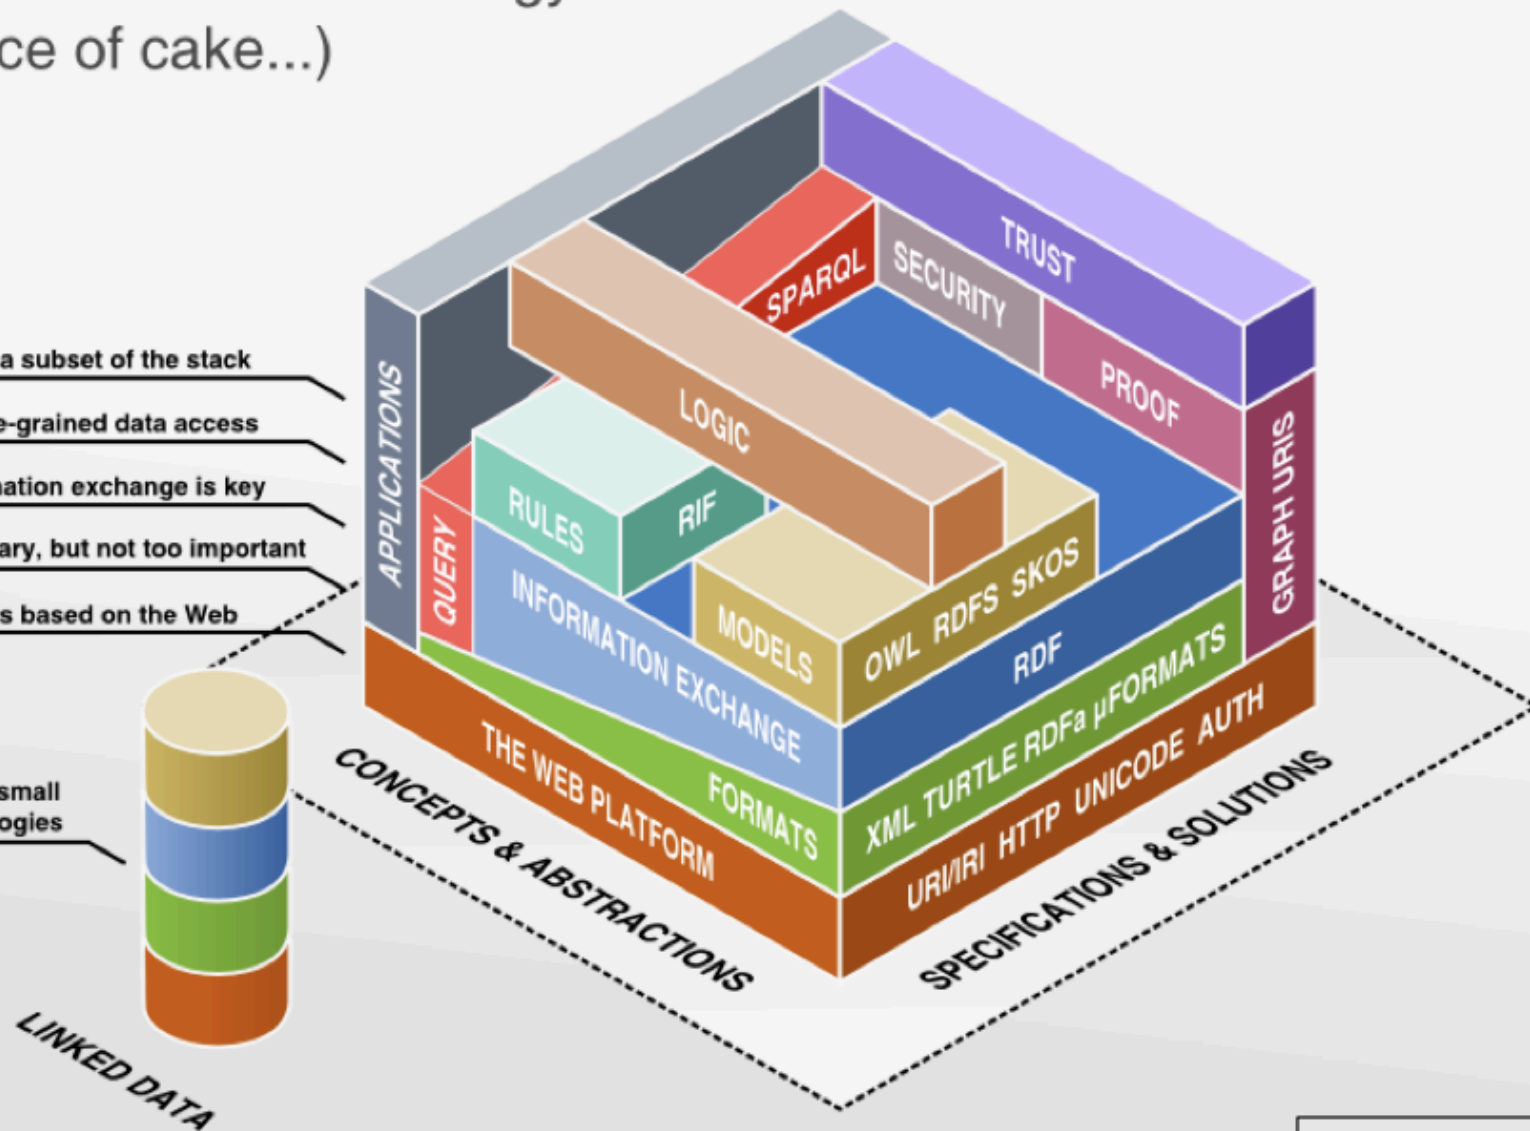 ce of cake...)
a subset of the stack
e-grained data access
ation exchange is key
ary, but not too important
s based on the Web
small
ogies
LINKED DATA
APPLICATIONS
QUERY
RULES
RIF
LOGIC
SPARQL
SECURITY
TRUST
PROOF
GRAPH URIS
INFORMATION EXCHANGE
MODELS
OWL RDFS SKOS
RDF
FORMATS
XML TURTLE RDFa μFORMATS
THE WEB PLATFORM
URI/IRI HTTP UNICODE AUTH
CONCEPTS & ABSTRACTIONS
SPECIFICATIONS & SOLUTIONS